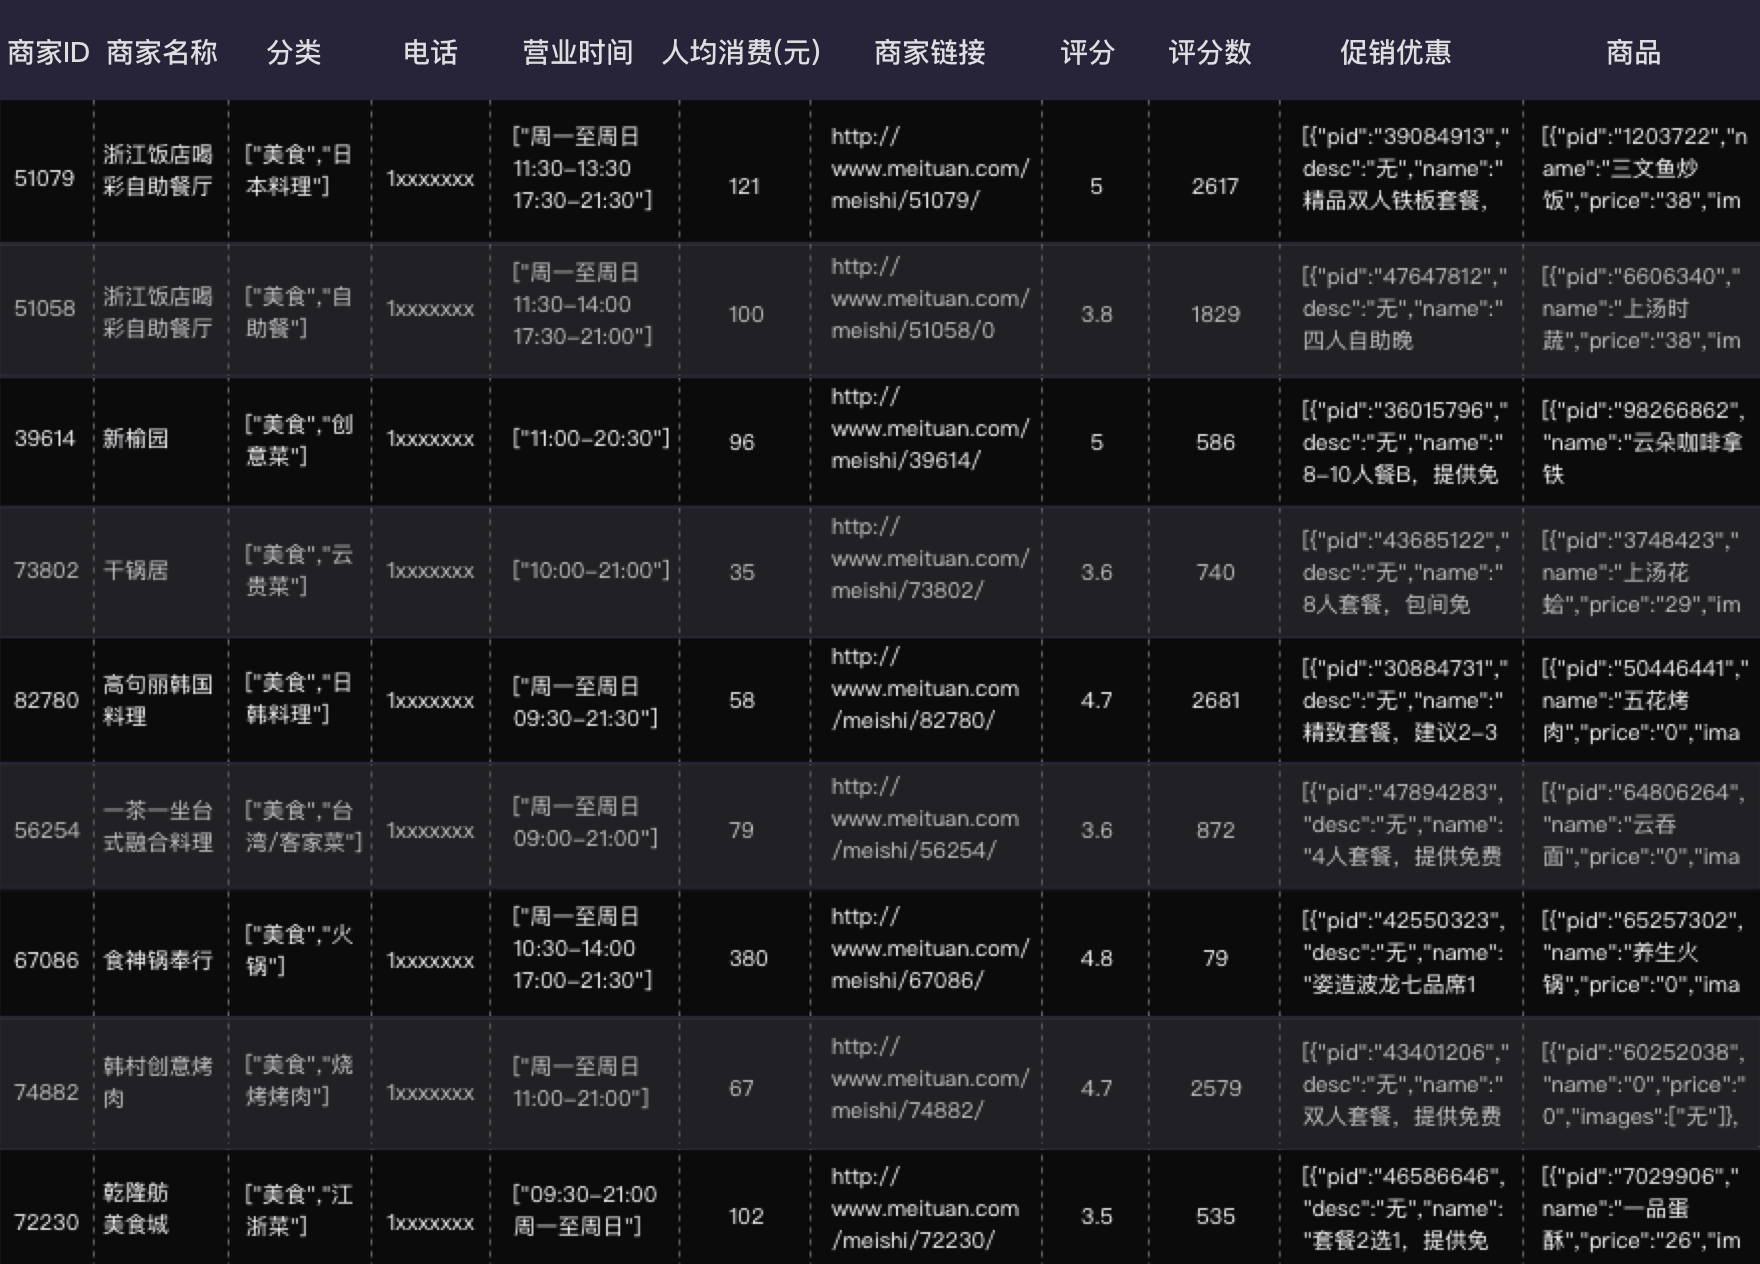 商家ID 商家名称 分类 电话 营业时间 人均消费(元) 商家链接 评分 评分数 促销优惠 商品
51079
浙江饭店喝
彩自助餐厅
["美食","日
本料理"]
1xxxxxxx
["周一至周日
11:30-13:30
17:30-21:30"]
121
http://
www.meituan.com/
meishi/51079/
5
2617
[{"pid":"39084913","
desc":"无","name":"
精品双人铁板套餐，
[{"pid":"1203722","n
ame":"三文鱼炒
饭","price":"38","im
51058
浙江饭店喝
彩自助餐厅
["美食","自
助餐"]
1xxxxxxx
["周一至周日
11:30-14:00
17:30-21:00"]
100
http://
www.meituan.com/
meishi/51058/0
3.8
1829
[{"pid":"47647812","
desc":"无","name":"
四人自助晚
[{"pid":"6606340","
name":"上汤时
蔬","price":"38","im
39614
新榆园
["美食","创
意菜"]
1xxxxxxx
["11:00-20:30"]
96
http://
www.meituan.com/
meishi/39614/
5
586
[{"pid":"36015796","
desc":"无","name":"
8-10人餐B，提供免
[{"pid":"98266862",
"name":"云朵咖啡拿
铁
73802
干锅居
["美食","云
贵菜"]
1xxxxxxx
["10:00-21:00"]
35
http://
www.meituan.com/
meishi/73802/
3.6
740
[{"pid":"43685122","
desc":"无","name":"
8人套餐，包间免
[{"pid":"3748423","
name":"上汤花
蛤","price":"29","im
82780
高句丽韩国
料理
["美食","日
韩料理"]
1xxxxxxx
["周一至周日
09:30-21:30"]
58
http://
www.meituan.com
/meishi/82780/
4.7
2681
[{"pid":"30884731","
desc":"无","name":"
精致套餐，建议2-3
[{"pid":"50446441","
name":"五花烤
肉","price":"0","ima
56254
一茶一坐台
式融合料理
["美食","台
湾/客家菜"]
1xxxxxxx
["周一至周日
09:00-21:00"]
79
http://
www.meituan.com
/meishi/56254/
3.6
872
[{"pid":"47894283",
"desc":"无","name":
"4人套餐，提供免费
[{"pid":"64806264",
"name":"云吞
面","price":"0","ima
67086
食神锅奉行
["美食","火
锅"]
1xxxxxxx
["周一至周日
10:30-14:00
17:00-21:30"]
380
http://
www.meituan.com/
meishi/67086/
4.8
79
[{"pid":"42550323",
"desc":"无","name":
"姿造波龙七品席1
[{"pid":"65257302",
"name":"养生火
锅","price":"0","ima
74882
韩村创意烤
肉
["美食","烧
烤烤肉"]
1xxxxxxx
["周一至周日
11:00-21:00"]
67
http://
www.meituan.com/
meishi/74882/
4.7
2579
[{"pid":"43401206","
desc":"无","name":"
双人套餐，提供免费
[{"pid":"60252038",
"name":"0","price":"
0","images":["无"]},
72230
乾隆舫
美食城
["美食","江
浙菜"]
1xxxxxxx
["09:30-21:00
周一至周日"]
102
http://
www.meituan.com
/meishi/72230/
3.5
535
[{"pid":"46586646",
"desc":"无","name":
"套餐2选1，提供免
[{"pid":"7029906","
name":"一品蛋
酥","price":"26","im